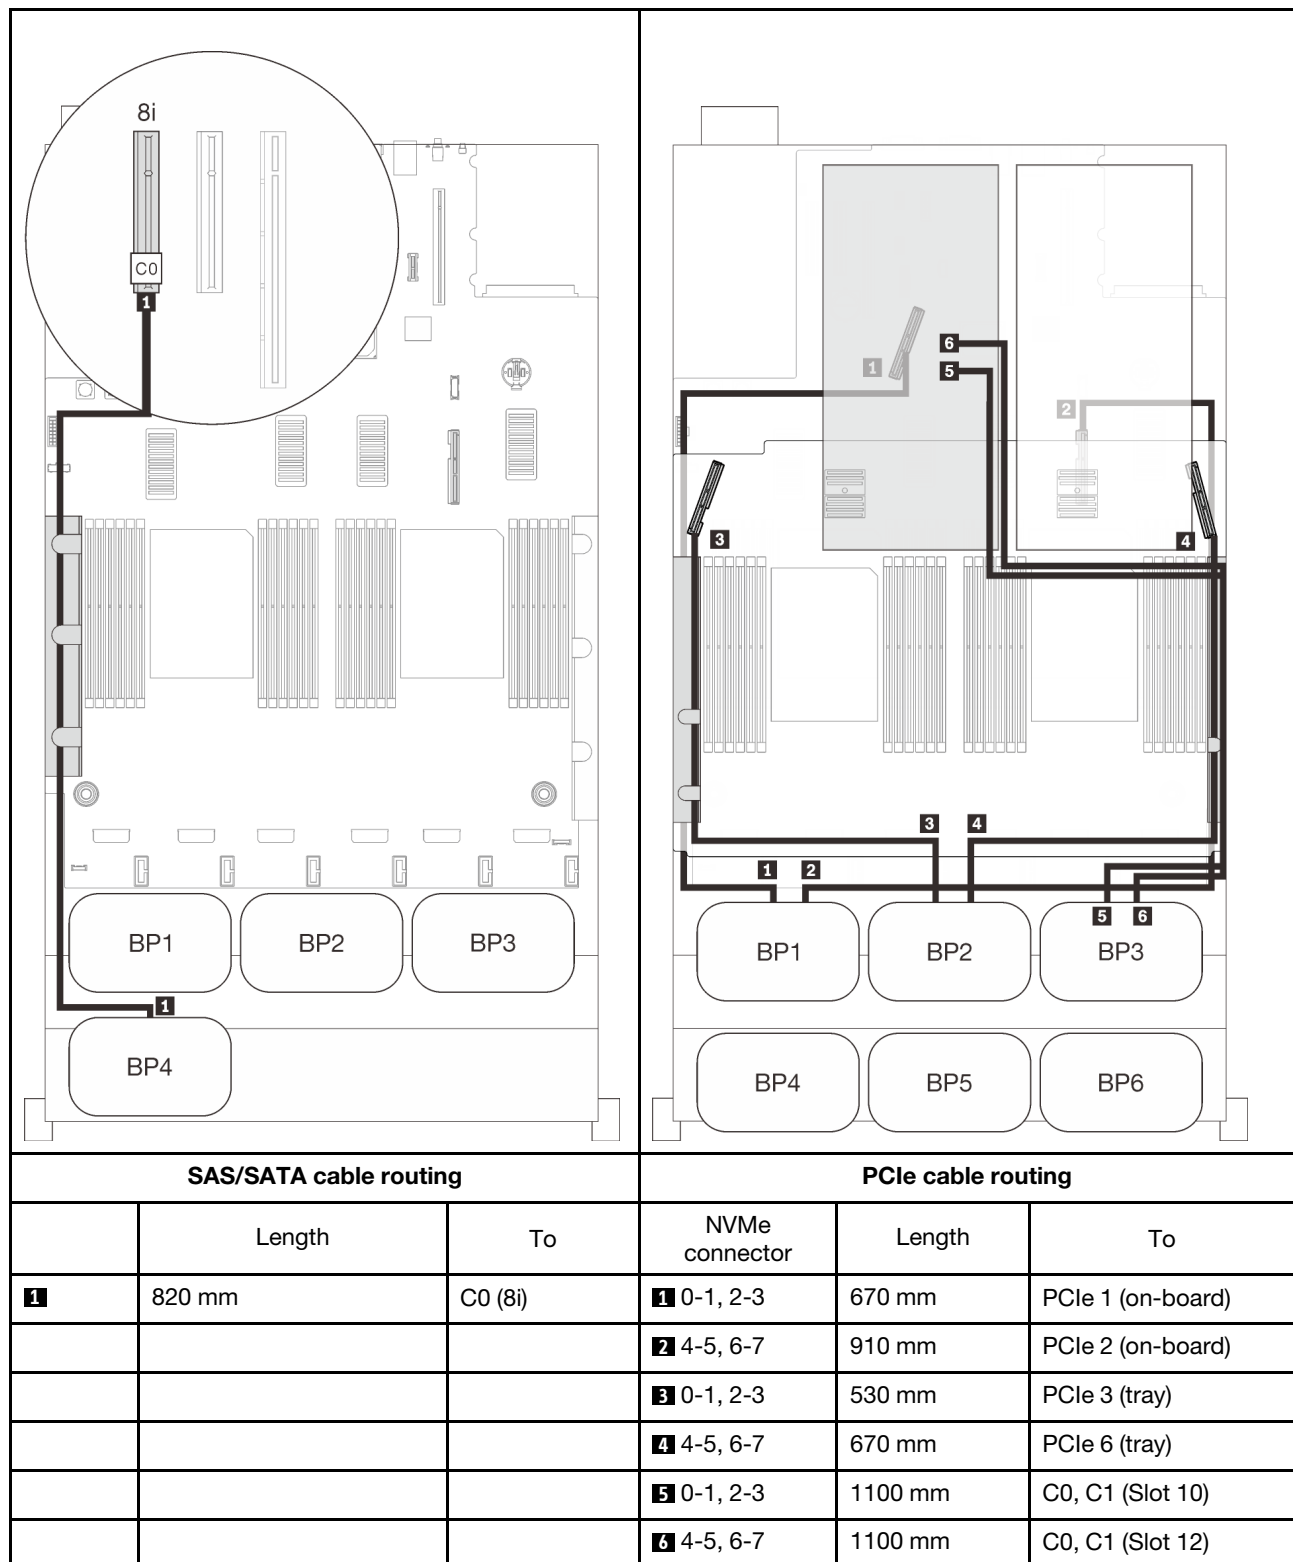 8i
C0
1
BP1 BP2 BP3
1
BP4
6
1 5
2
3 4
3 4
1 2
5 6
BP1 BP2 BP3
BP4 BP5 BP6
SAS/SATA cable routing PCIe cable routing
Length To NVMe connector Length To
1 820 mm C0 (8i) 1 0-1, 2-3 670 mm PCIe 1 (on-board)
2 4-5, 6-7 910 mm PCIe 2 (on-board)
3 0-1, 2-3 530 mm PCIe 3 (tray)
4 4-5, 6-7 670 mm PCIe 6 (tray)
5 0-1, 2-3 1100 mm C0, C1 (Slot 10)
6 4-5, 6-7 1100 mm C0, C1 (Slot 12)